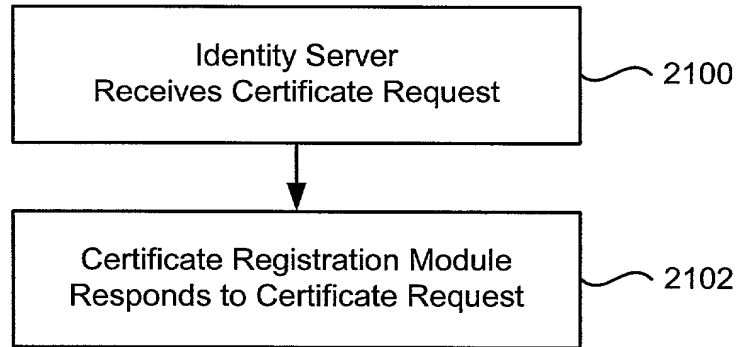 Identity Server
Receives Certificate Request
2100
Certificate Registration Module
Responds to Certificate Request
2102